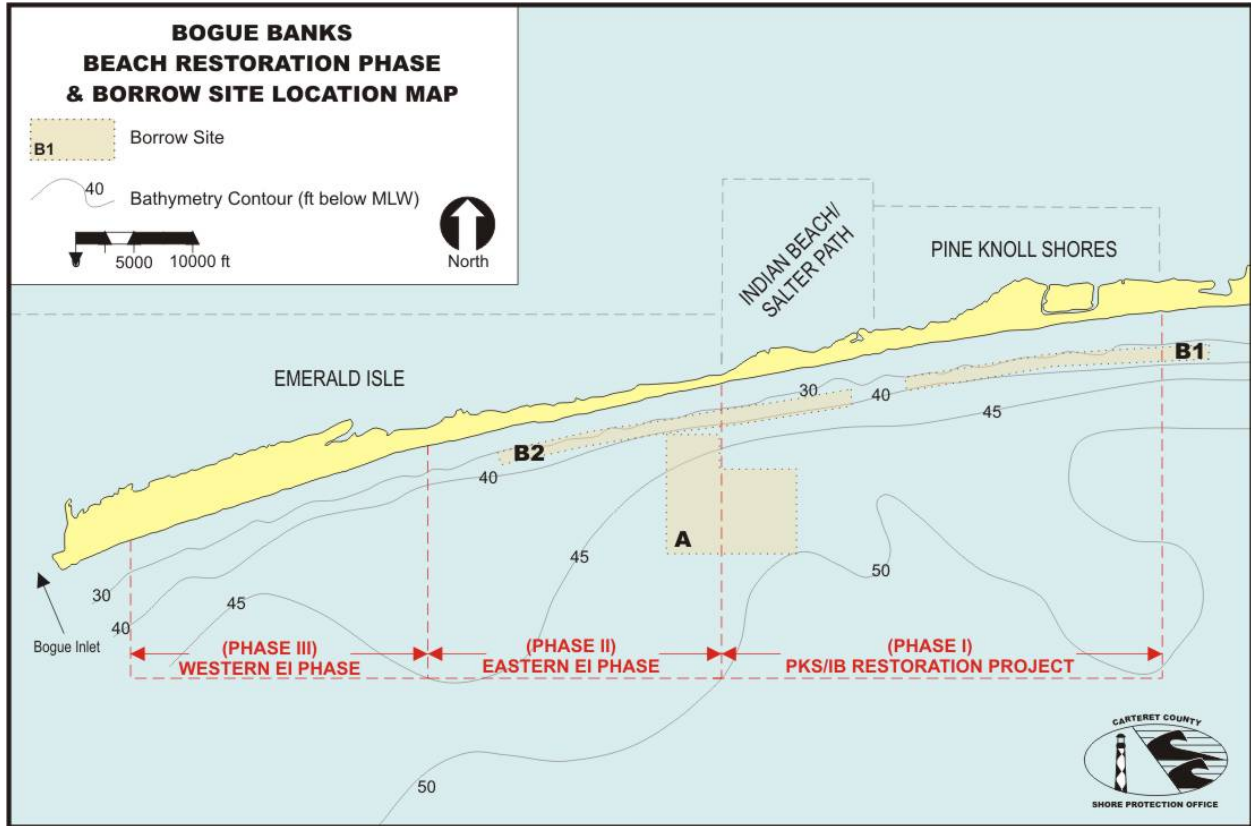 BOGUE BANKS
BEACH RESTORATION PHASE
& BORROW SITE LOCATION MAP
B1
Borrow Site
40
Bathymetry Contour (ft below MLW)
0 5000 10000 ft
North
INDIAN BEACH/
SALTER PATH
PINE KNOLL SHORES
EMERALD ISLE
B1
30
40
45
B2
40
A
45
50
30
40
45
Bogue Inlet
(PHASE III)
WESTERN EI PHASE
(PHASE II)
EASTERN EI PHASE
(PHASE I)
PKS/IB RESTORATION PROJECT
50
CARTERET COUNTY
SHORE PROTECTION OFFICE